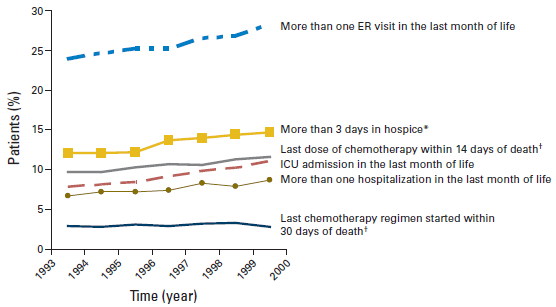 30
25
20
15
10
5
0
Patients (%)
More than one ER visit in the last month of life
More than 3 days in hospice*
Last dose of chemotherapy within 14 days of death†
ICU admission in the last month of life
More than one hospitalization in the last month of life
Last chemotherapy regimen started within
30 days of death†
1993
1994
1995
1996
1997
1998
1999
2000
Time (year)